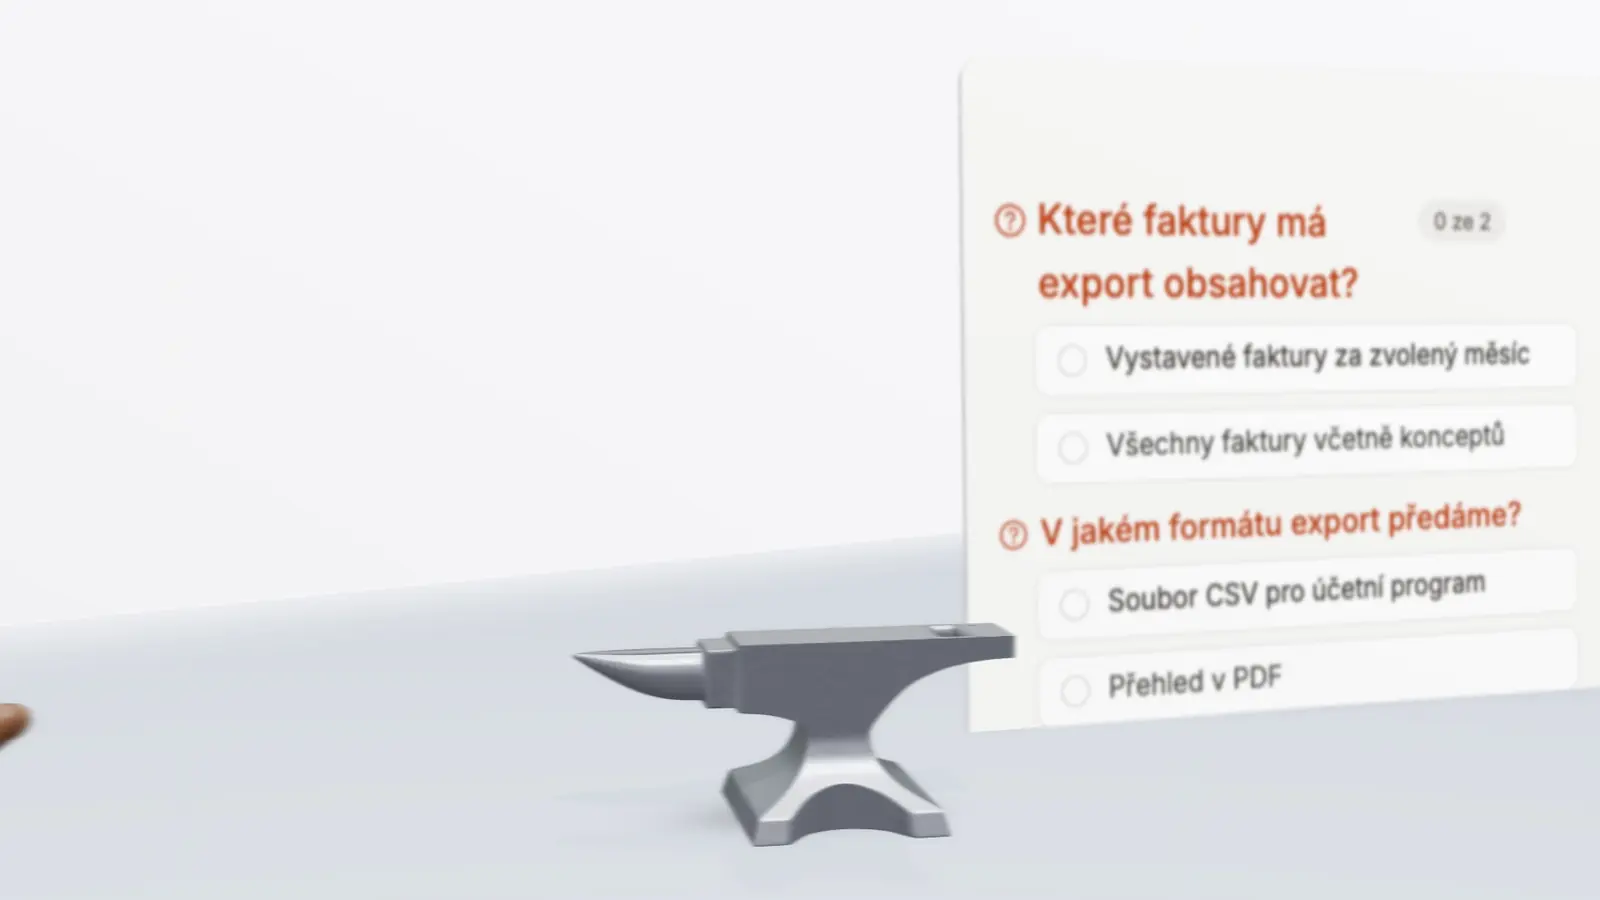 Které faktury má
0 ze 2
export obsahovat?
Vystavené faktury za zvolený měsíc
Všechny faktury včetně konceptů
V jakém formátu export předáme?
Soubor CSV pro účetní program
Přehled v PDF